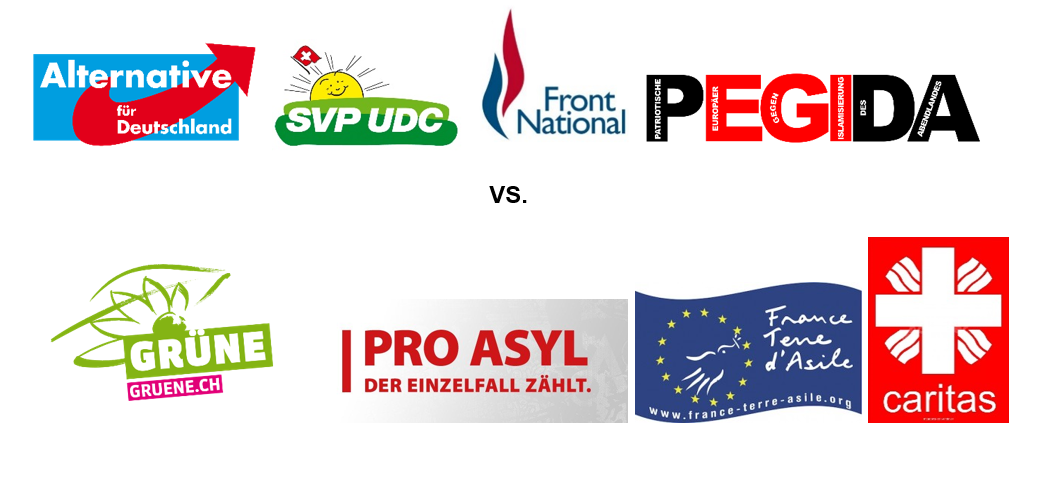 Alternative
für
Deutschland
SVP UDC
Front
National
PEGIDA
PATRIOTISCHE
EUROPÄER
GEGEN
ISLAMISIERUNG
DES
ABENDLANDES
VS.
GRÜNE
GRUENE.CH
PRO ASYL
DER EINZELFALL ZÄHLT.
France
Terre
d'Asile
www.france-terre-asile.org
caritas